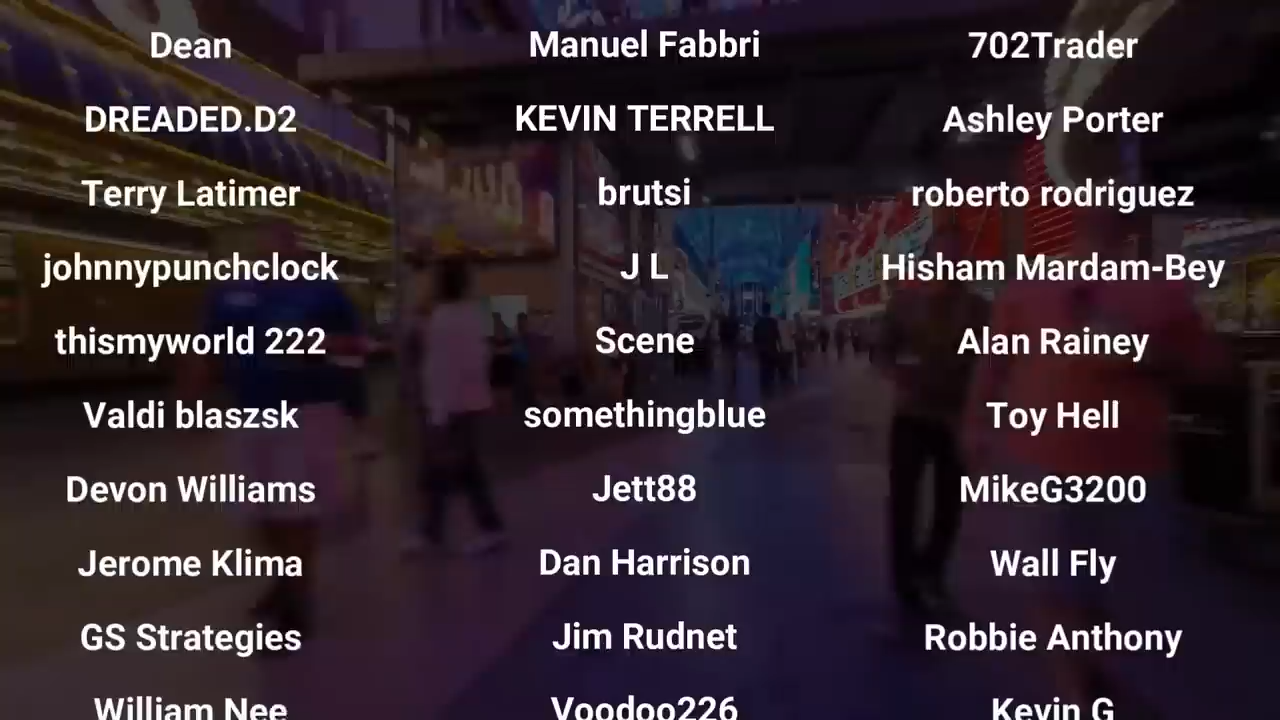 Dean
Manuel Fabbri
702Trader
DREADED.D2
KEVIN TERRELL
Ashley Porter
Terry Latimer
brutsi
roberto rodriguez
johnnypunchclock
J L
Hisham Mardam-Bey
thismyworld 222
Scene
Alan Rainey
Valdi blaszsk
somethingblue
Toy Hell
Devon Williams
Jett88
MikeG3200
Jerome Klima
Dan Harrison
Wall Fly
GS Strategies
Jim Rudnet
Robbie Anthony
William Nee
Voodoo226
Kevin G